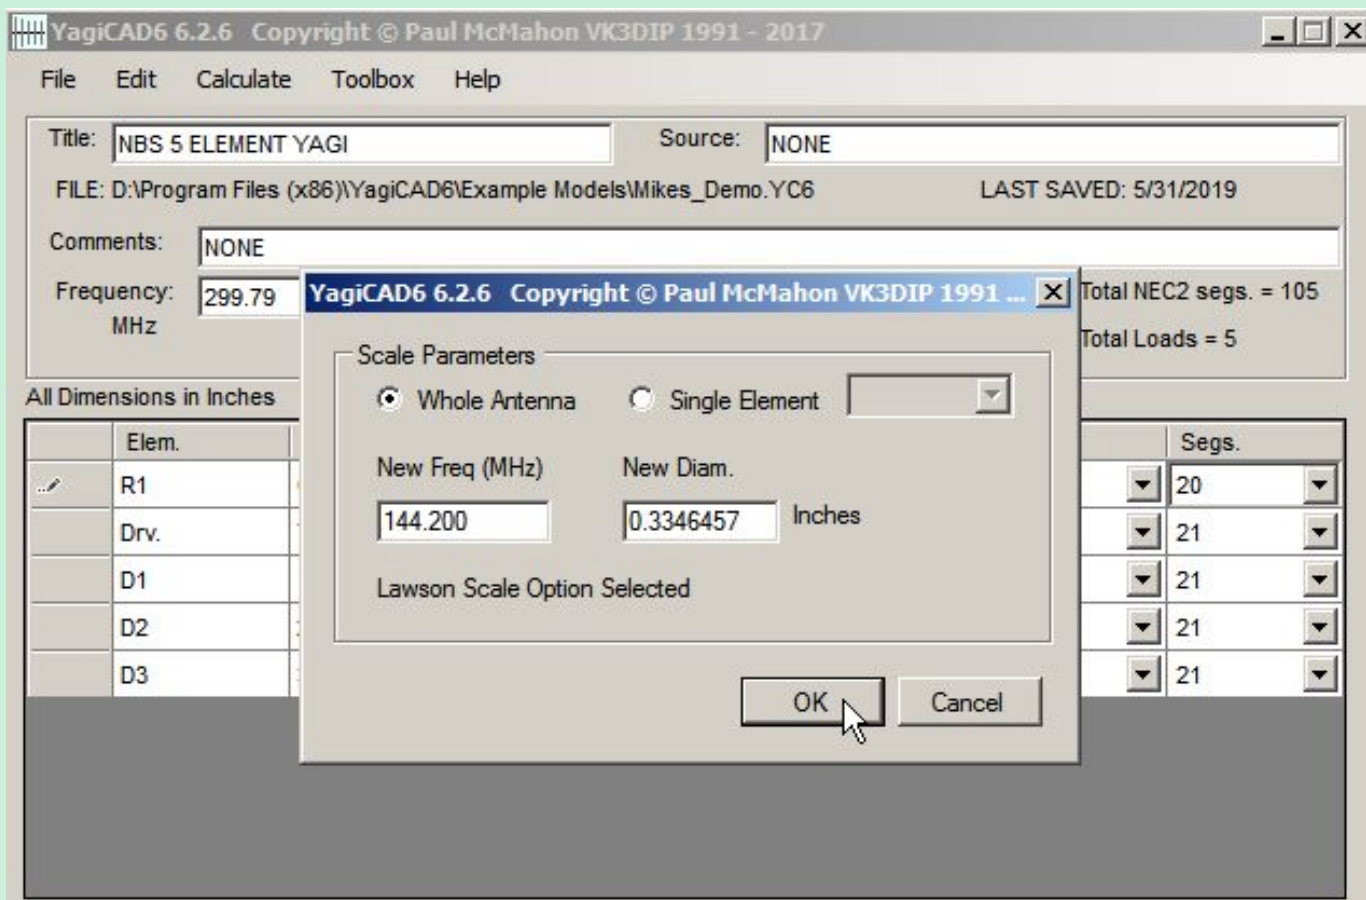 YagiCAD6 6.2.6 Copyright © Paul McMahon VK3DIP 1991 - 2017
File Edit Calculate Toolbox Help
Title: NBS 5 ELEMENT YAGI Source: NONE
FILE: D:\Program Files (x86)\YagiCAD6\Example Models\Mikes_Demo.YC6 LAST SAVED: 5/31/2019
Comments: NONE
Frequency: 299.79
MHz
Total NEC2 segs. = 105
Total Loads = 5
All Dimensions in Inches
Elem. Segs.
R1 20
Drv. 21
D1 21
D2 21
D3 21
YagiCAD6 6.2.6 Copyright © Paul McMahon VK3DIP 1991 ...
Scale Parameters
Whole Antenna Single Element
New Freq (MHz) New Diam.
144.200 0.3346457 Inches
Lawson Scale Option Selected
OK Cancel